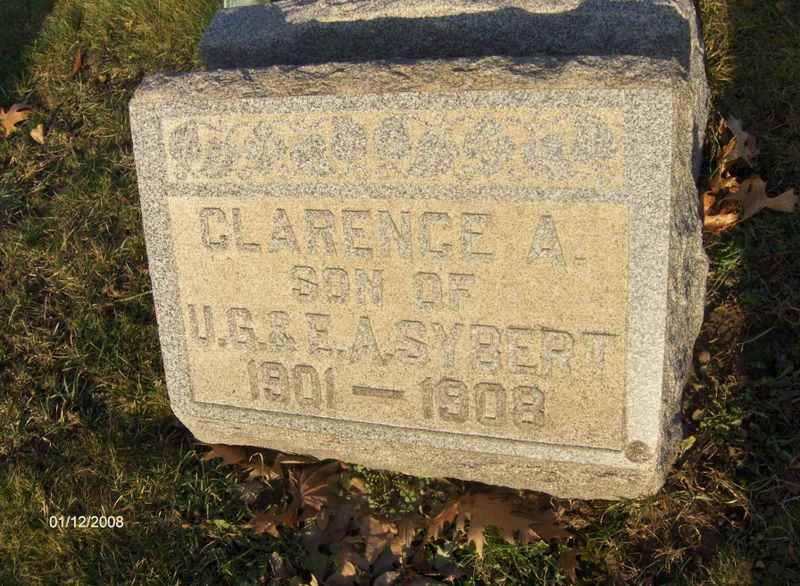 CLARENCE A.
SON OF
U.G. & E.A. SYBERT
1901 — 1908
01/12/2008